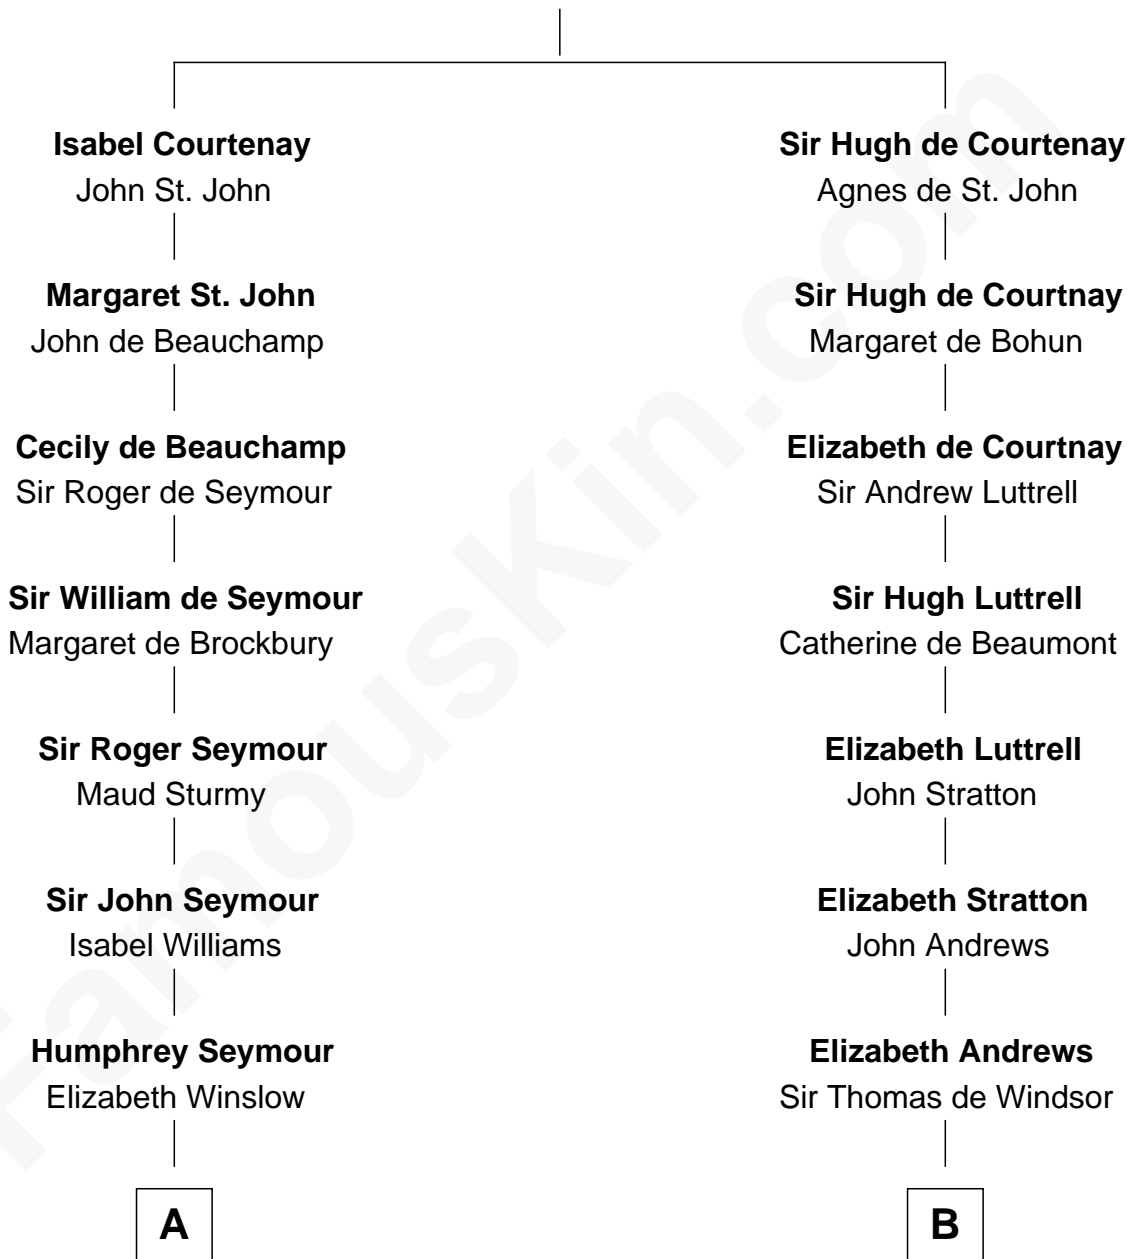 Isabel Courtenay
John St. John
Margaret St. John
John de Beauchamp
Cecily de Beauchamp
Sir Roger de Seymour
Sir William de Seymour
Margaret de Brockbury
Sir Roger Seymour
Maud Sturmy
Sir John Seymour
Isabel Williams
Humphrey Seymour
Elizabeth Winslow
A
Sir Hugh de Courtenay
Agnes de St. John
Sir Hugh de Courtnay
Margaret de Bohun
Elizabeth de Courtnay
Sir Andrew Luttrell
Sir Hugh Luttrell
Catherine de Beaumont
Elizabeth Luttrell
John Stratton
Elizabeth Stratton
John Andrews
Elizabeth Andrews
Sir Thomas de Windsor
B
FamousKin.com